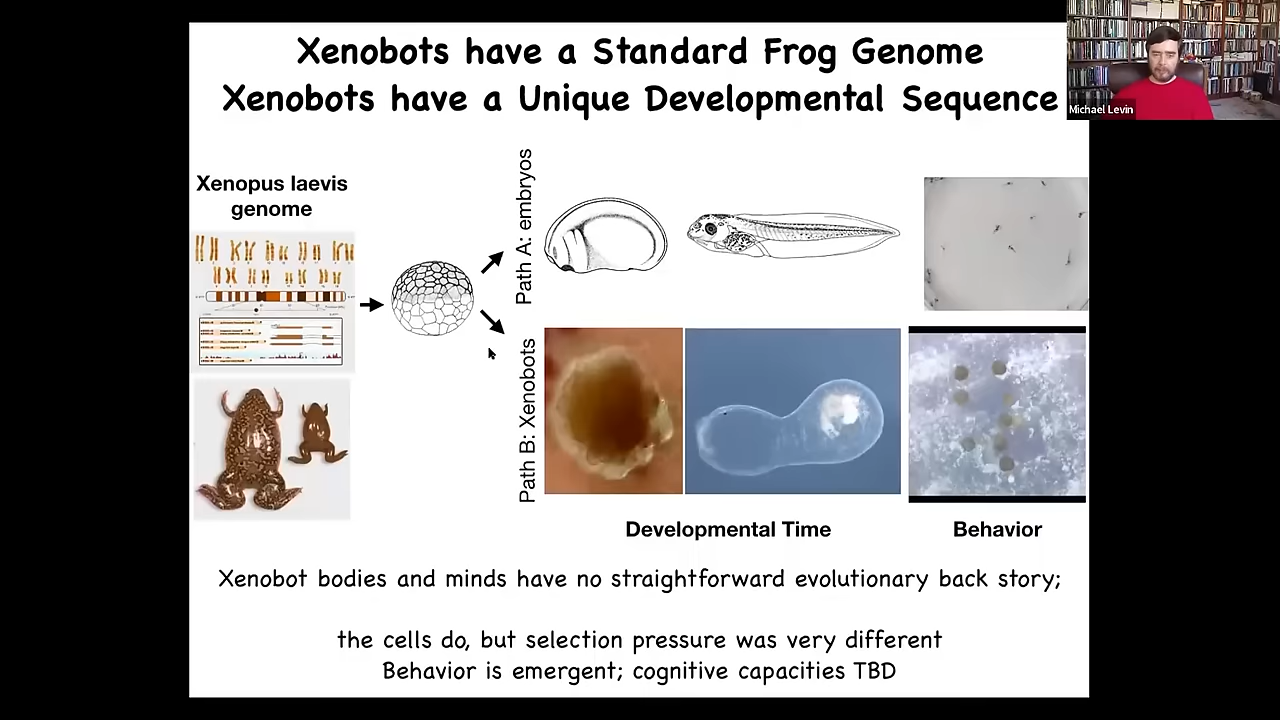 Xenobots have a Standard Frog Genome
Xenobots have a Unique Developmental Sequence
Michael Levin
Xenopus laevis
genome
Path A: embryos
Path B: Xenobots
Developmental Time
Behavior
Xenobot bodies and minds have no straightforward evolutionary back story;
the cells do, but selection pressure was very different
Behavior is emergent; cognitive capacities TBD